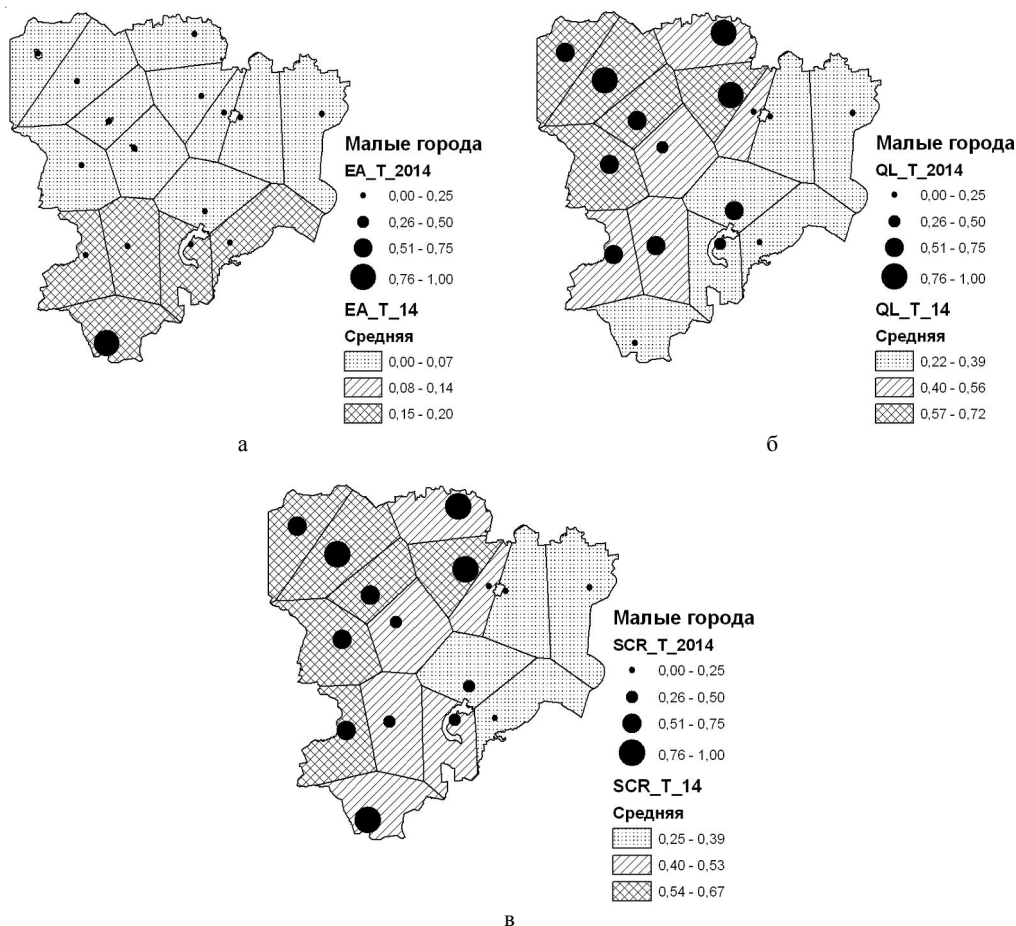 Малые города
EA_T_2014
0,00 - 0,25
0,26 - 0,50
0,51 - 0,75
0,76 - 1,00
EA_T_14
Средняя
0,00 - 0,07
0,08 - 0,14
0,15 - 0,20
а
Малые города
QL_T_2014
0,00 - 0,25
0,26 - 0,50
0,51 - 0,75
0,76 - 1,00
QL_T_14
Средняя
0,22 - 0,39
0,40 - 0,56
0,57 - 0,72
б
Малые города
SCR_T_2014
0,00 - 0,25
0,26 - 0,50
0,51 - 0,75
0,76 - 1,00
SCR_T_14
Средняя
0,25 - 0,39
0,40 - 0,53
0,54 - 0,67
в